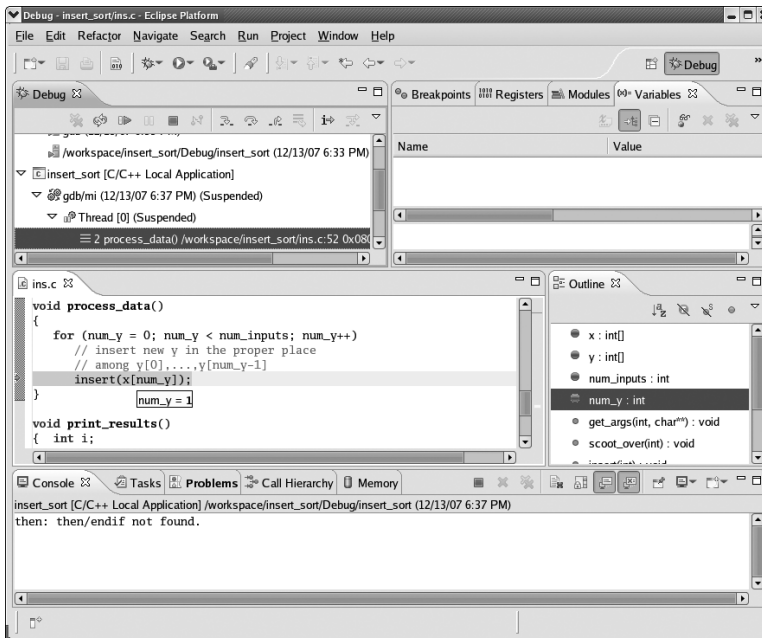 Debug - insert_sort/ins.c - Eclipse Platform
File Edit Refactor Navigate Search Run Project Window Help
Debug
»
Debug
/workspace/insert_sort/Debug/insert_sort (12/13/07 6:33 PM)
insert_sort [C/C++ Local Application]
gdb/mi (12/13/07 6:37 PM) (Suspended)
Thread [0] (Suspended)
2 process_data() /workspace/insert_sort/ins.c:52 0x080
Breakpoints Registers Modules Variables
Name Value
ins.c
void process_data()
{
for (num_y = 0; num_y < num_inputs; num_y++)
// insert new y in the proper place
// among y[0],...,y[num_y-1]
insert(x[num_y]);
}
num_y = 1
void print_results()
{ int i;
Outline
x : int[]
y : int[]
num_inputs : int
num_y : int
get_args(int, char**) : void
scoot_over(int) : void
Console Tasks Problems Call Hierarchy Memory
insert_sort [C/C++ Local Application] /workspace/insert_sort/Debug/insert_sort (12/13/07 6:37 PM)
then: then/endif not found.